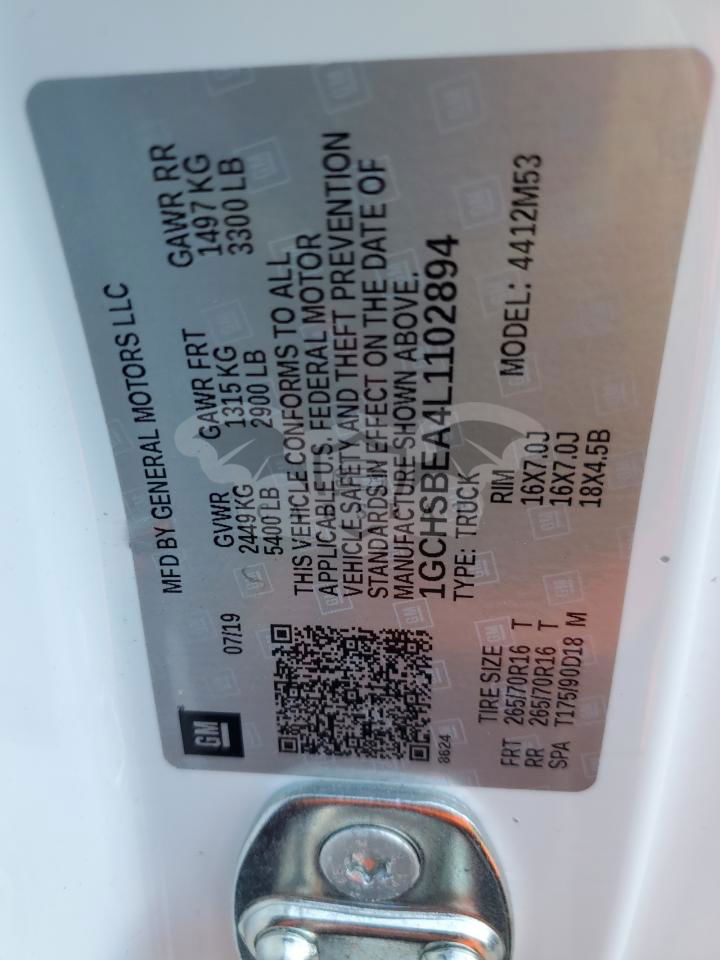 GM
MFD BY GENERAL MOTORS LLC
07/19
GVWR GAWR FRT GAWR RR
2449 KG 1315 KG 1497 KG
5400 LB 2900 LB 3300 LB
THIS VEHICLE CONFORMS TO ALL
APPLICABLE U.S. FEDERAL MOTOR
VEHICLE SAFETY AND THEFT PREVENTION
STANDARDS IN EFFECT ON THE DATE OF
MANUFACTURE SHOWN ABOVE.
1GCHSBEA4L1102894
8624
TYPE: TRUCK MODEL: 4412M53
TIRE SIZE RIM
FRT 265/70R16 T 16X7.0J
RR 265/70R16 T 16X7.0J
SPA T175/90D18 M 18X4.5B